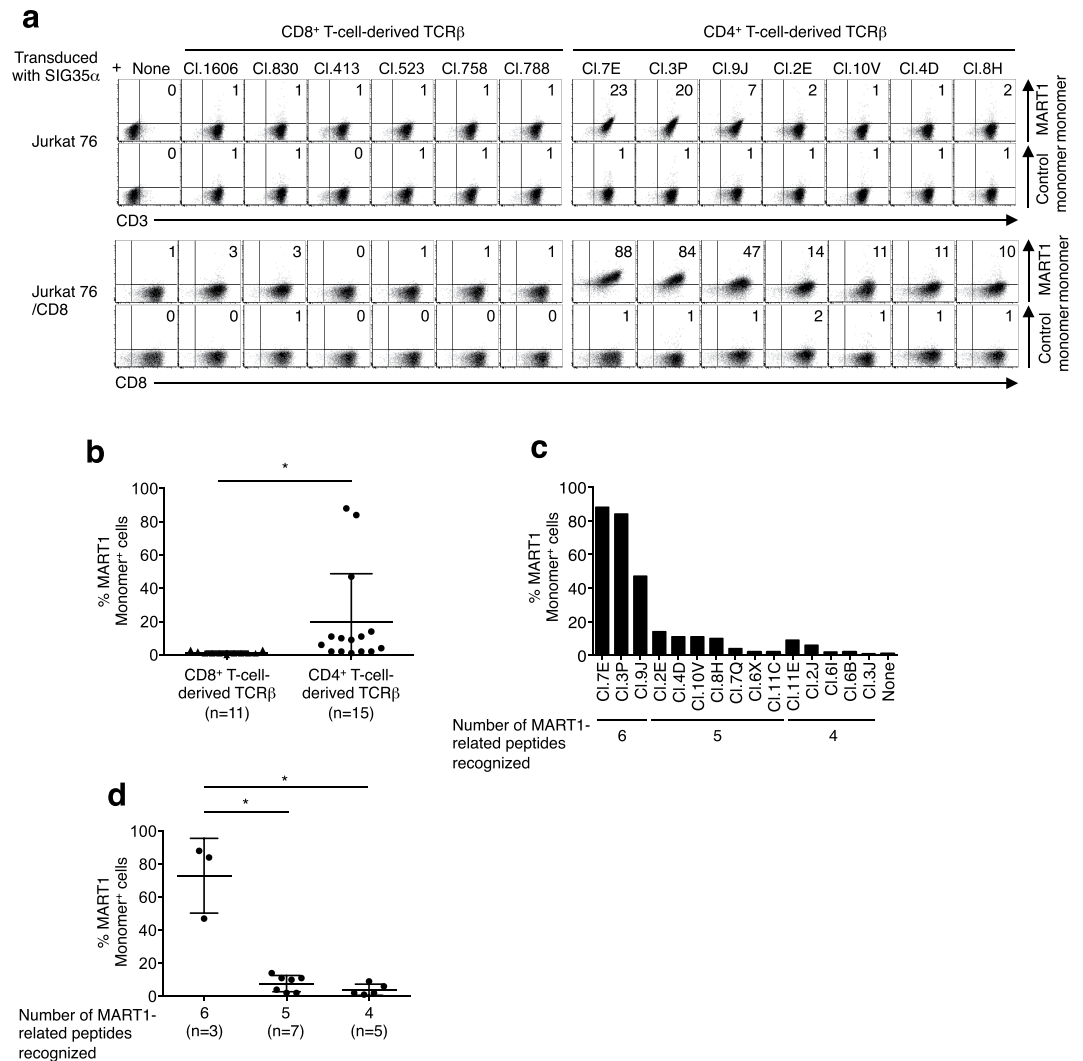 a
CD8⁺ T-cell-derived TCRβ
CD4⁺ T-cell-derived TCRβ
Transduced
with SIG35α
+ None Cl.1606 Cl.830 Cl.413 Cl.523 Cl.758 Cl.788 Cl.7E Cl.3P Cl.9J Cl.2E Cl.10V Cl.4D Cl.8H
Jurkat 76
0 1 1 1 1 1 1 23 20 7 2 1 1 2
MART1
monomer
0 1 1 0 1 1 1 1 1 1 1 1 1 1
Control
monomer
CD3
Jurkat 76
/CD8
1 3 3 0 1 1 1 88 84 47 14 11 11 10
MART1
monomer
0 0 1 0 0 0 0 1 1 1 2 1 1 1
Control
monomer
CD8
b
*
% MART1
Monomer⁺ cells
100
80
60
40
20
0
CD8⁺ T-cell-
derived TCRβ
(n=11)
CD4⁺ T-cell-
derived TCRβ
(n=15)
c
% MART1
Monomer⁺ cells
100
80
60
40
20
0
Cl.7E
Cl.3P
Cl.9J
Cl.2E
Cl.4D
Cl.10V
Cl.8H
Cl.7Q
Cl.6X
Cl.11C
Cl.11E
Cl.2J
Cl.6I
Cl.6B
Cl.3J
None
Number of MART1-
related peptides
recognized
6 5 4
d
*
*
% MART1
Monomer⁺ cells
100
80
60
40
20
0
Number of MART1-
related peptides
recognized
6 5 4
(n=3) (n=7) (n=5)